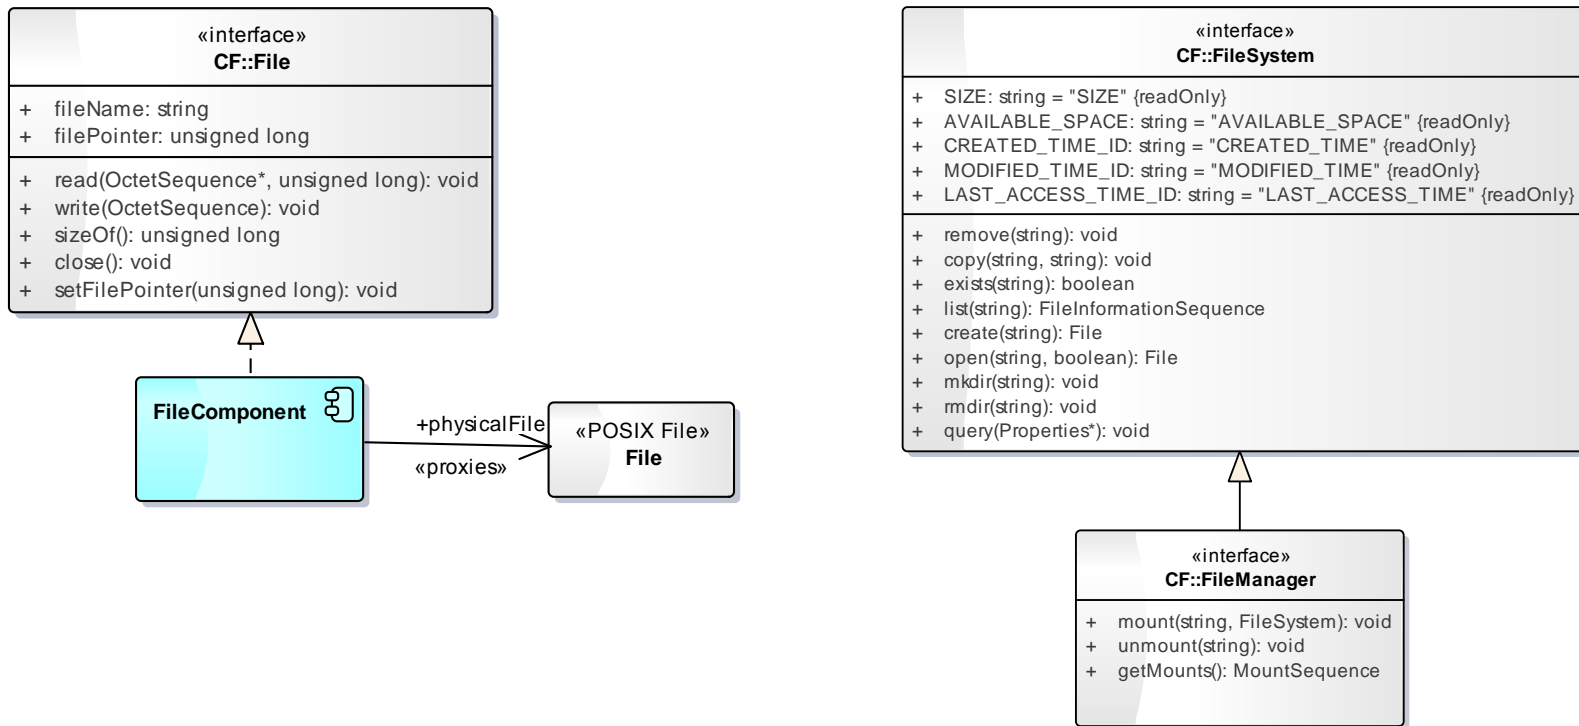 «interface»
CF::File
+ fileName: string
+ filePointer: unsigned long
+ read(OctetSequence*, unsigned long): void
+ write(OctetSequence): void
+ sizeOf(): unsigned long
+ close(): void
+ setFilePointer(unsigned long): void
FileComponent
+physicalFile
«proxies»
«POSIX File»
File
«interface»
CF::FileSystem
+ SIZE: string = "SIZE" {readOnly}
+ AVAILABLE_SPACE: string = "AVAILABLE_SPACE" {readOnly}
+ CREATED_TIME_ID: string = "CREATED_TIME" {readOnly}
+ MODIFIED_TIME_ID: string = "MODIFIED_TIME" {readOnly}
+ LAST_ACCESS_TIME_ID: string = "LAST_ACCESS_TIME" {readOnly}
+ remove(string): void
+ copy(string, string): void
+ exists(string): boolean
+ list(string): FileInformationSequence
+ create(string): File
+ open(string, boolean): File
+ mkdir(string): void
+ rmdir(string): void
+ query(Properties*): void
«interface»
CF::FileManager
+ mount(string, FileSystem): void
+ unmount(string): void
+ getMounts(): MountSequence